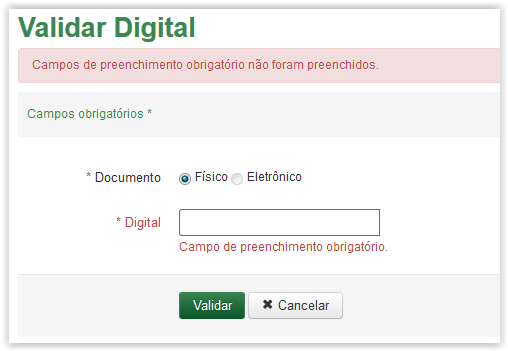 Validar Digital
Campos de preenchimento obrigatório não foram preenchidos.
Campos obrigatórios *
* Documento Físico Eletrônico
* Digital
Campo de preenchimento obrigatório.
Validar ✖ Cancelar